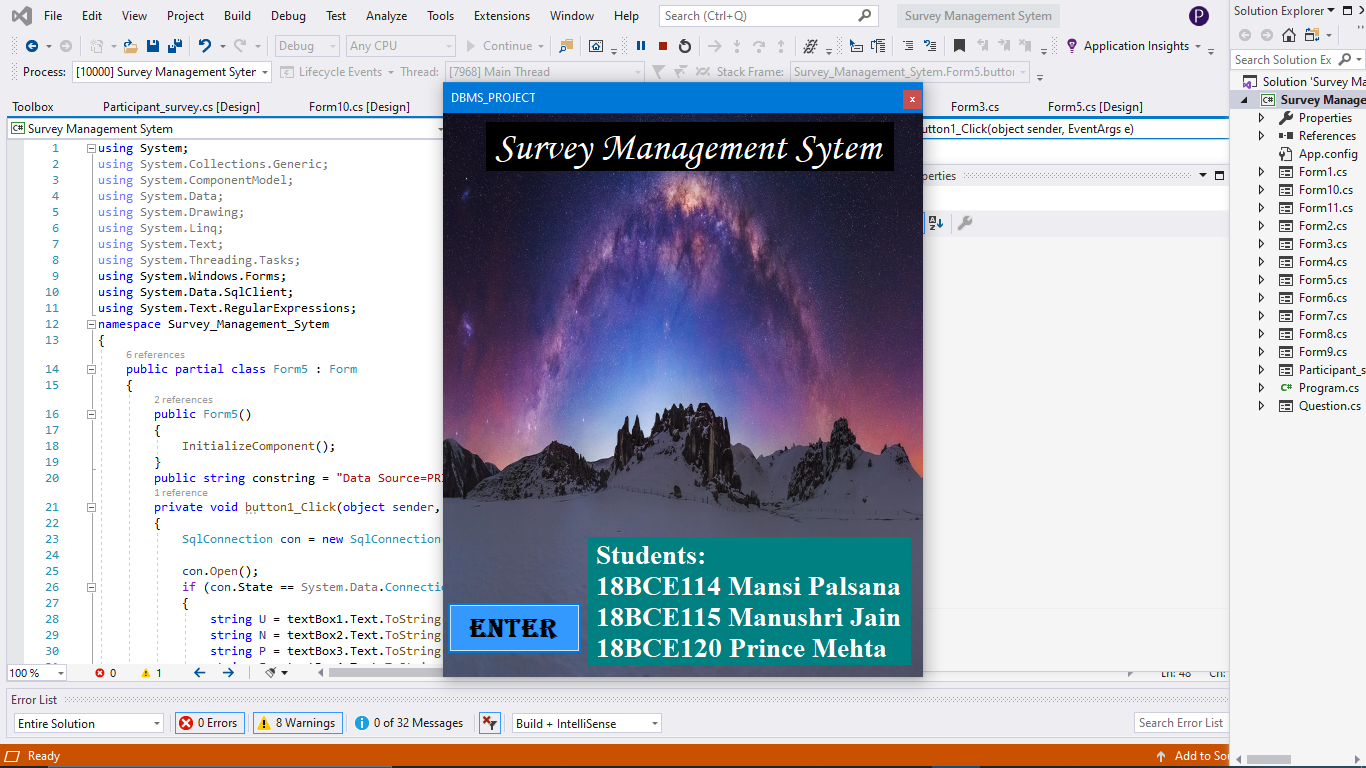 File Edit View Project Build Debug Test Analyze Tools Extensions Window Help Search (Ctrl+Q) Survey Management Sytem P
Debug Any CPU Continue Application Insights
Process: [10000] Survey Management Syter Lifecycle Events Thread: [7968] Main Thread Stack Frame: Survey_Management_Sytem.Form5.button
Toolbox Participant_survey.cs [Design] Form10.cs [Design] Form3.cs Form5.cs [Design]
C# Survey Management Sytem utton1_Click(object sender, EventArgs e)
1 using System;
2 using System.Collections.Generic;
3 using System.ComponentModel;
4 using System.Data;
5 using System.Drawing;
6 using System.Linq;
7 using System.Text;
8 using System.Threading.Tasks;
9 using System.Windows.Forms;
10 using System.Data.SqlClient;
11 using System.Text.RegularExpressions;
12 namespace Survey_Management_Sytem
13 {
6 references
14 public partial class Form5 : Form
15 {
2 references
16 public Form5()
17 {
18 InitializeComponent();
19 }
20 public string constring = "Data Source=PRI
1 reference
21 private void button1_Click(object sender,
22 {
23 SqlConnection con = new SqlConnection
24
25 con.Open();
26 if (con.State == System.Data.Connectio
27 {
28 string U = textBox1.Text.ToString
29 string N = textBox2.Text.ToString
30 string P = textBox3.Text.ToString
100 % 0 1 Ln: 48 Ch:
DBMS_PROJECT x
Survey Management Sytem
Students:
18BCE114 Mansi Palsana
18BCE115 Manushri Jain
18BCE120 Prince Mehta
ENTER
perties
Solution Explorer
Search Solution Ex
Solution 'Survey Ma
C# Survey Manage
Properties
References
App.config
Form1.cs
Form10.cs
Form11.cs
Form2.cs
Form3.cs
Form4.cs
Form5.cs
Form6.cs
Form7.cs
Form8.cs
Form9.cs
Participant_s
C# Program.cs
Question.cs
Error List
Entire Solution 0 Errors 8 Warnings 0 of 32 Messages Build + IntelliSense Search Error List
Ready Add to Sou